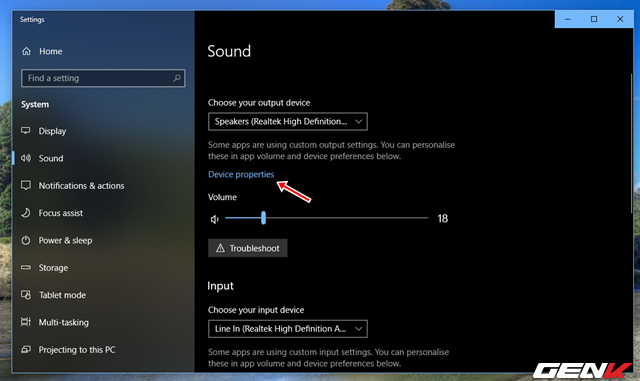 Settings
Home
Find a setting
System
Display
Sound
Notifications & actions
Focus assist
Power & sleep
Storage
Tablet mode
Multi-tasking
Projecting to this PC
Sound
Choose your output device
Speakers (Realtek High Definition...
Some apps are using custom output settings. You can personalise
these in app volume and device preferences below.
Device properties
Volume
18
Troubleshoot
Input
Choose your input device
Line In (Realtek High Definition A...
Some apps are using custom input settings. You can personalise
these in app volume and device preferences below.
GENK